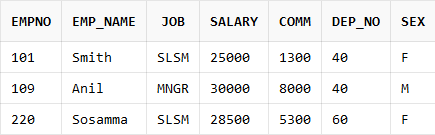 EMPNO EMP_NAME JOB SALARY COMM DEP_NO SEX
101 Smith SLSM 25000 1300 40 F
109 Anil MNGR 30000 8000 40 M
220 Sosamma SLSM 28500 5300 60 F